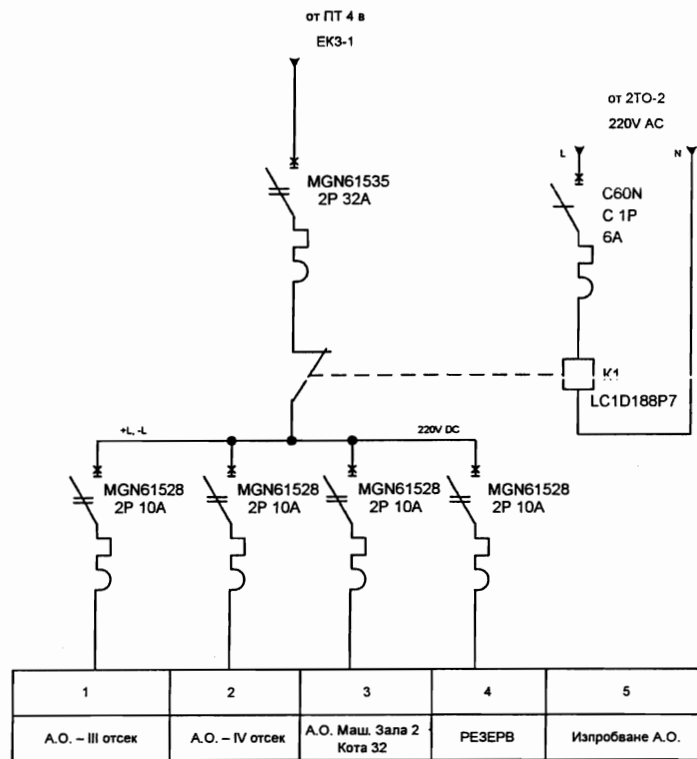 от ПТ 4 в
ЕКЗ-1
от 2ТО-2
220V AC
L
N
MGN61535
2P 32A
C60N
C 1P
6A
K1
LC1D188P7
+L, -L
220V DC
MGN61528
2P 10A
MGN61528
2P 10A
MGN61528
2P 10A
MGN61528
2P 10A
1
2
3
4
5
А.О. – III отсек
А.О. – IV отсек
А.О. Маш. Зала 2
Кота 32
РЕЗЕРВ
Изпробване А.О.